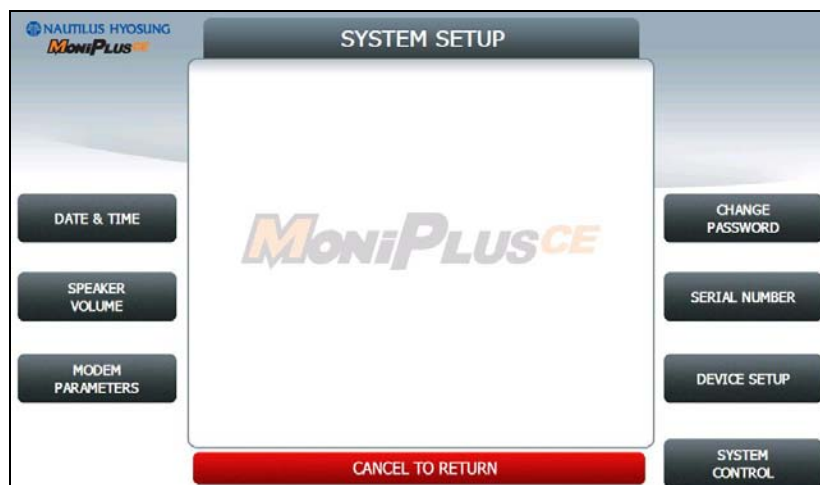 NAUTILUS HYOSUNG
MoniPlus CE
SYSTEM SETUP
DATE & TIME
SPEAKER
VOLUME
MODEM
PARAMETERS
MoniPlus CE
CHANGE
PASSWORD
SERIAL NUMBER
DEVICE SETUP
SYSTEM
CONTROL
CANCEL TO RETURN